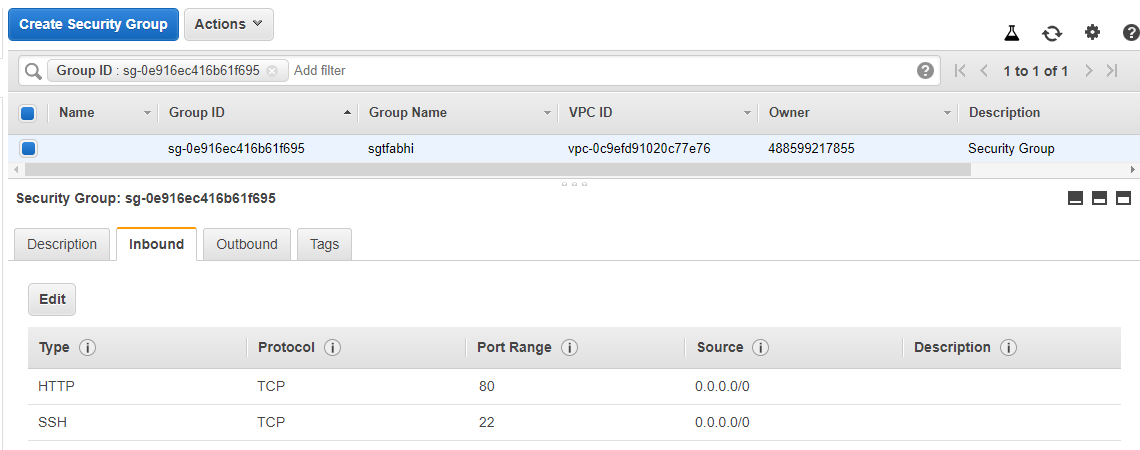 Create Security Group Actions
Group ID : sg-0e916ec416b61f695 Add filter 1 to 1 of 1
Name Group ID Group Name VPC ID Owner Description
sg-0e916ec416b61f695 sgtfabhi vpc-0c9efd91020c77e76 488599217855 Security Group
Security Group: sg-0e916ec416b61f695
Description Inbound Outbound Tags
Edit
Type Protocol Port Range Source Description
HTTP TCP 80 0.0.0.0/0
SSH TCP 22 0.0.0.0/0